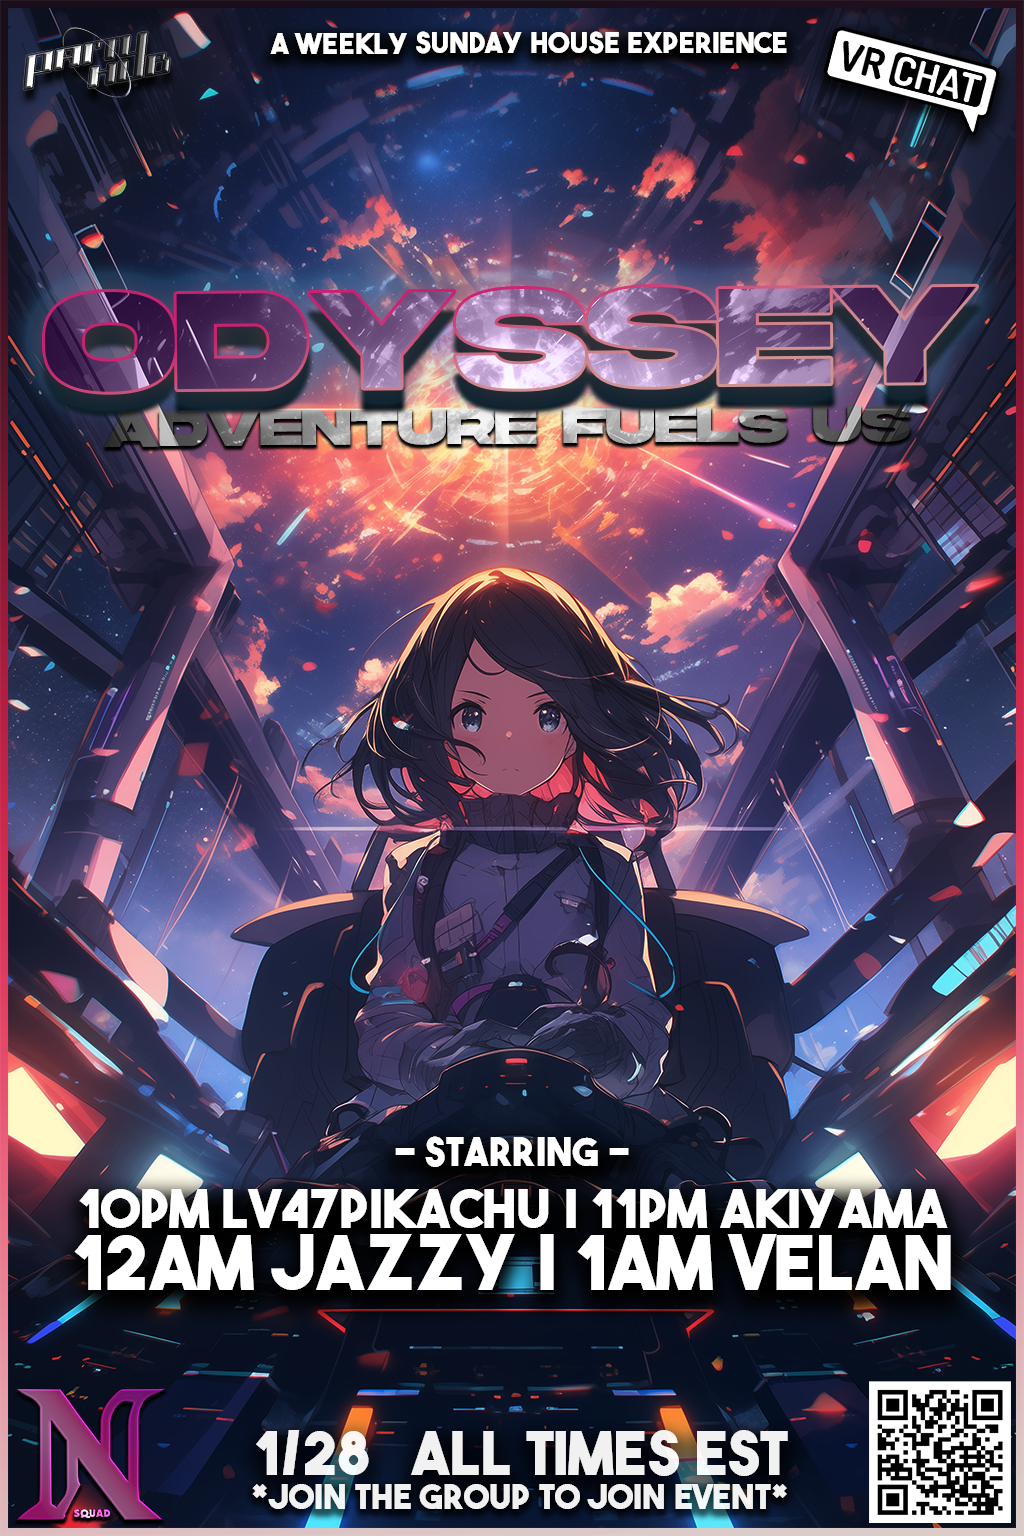 A WEEKLY SUNDAY HOUSE EXPERIENCE
VR CHAT
ODYSSEY
ADVENTURE FUELS US
- STARRING -
10PM LV47PIKACHU | 11PM AKIYAMA
12AM JAZZY | 1AM VELAN
1/28 ALL TIMES EST
*JOIN THE GROUP TO JOIN EVENT*
N
SQUAD